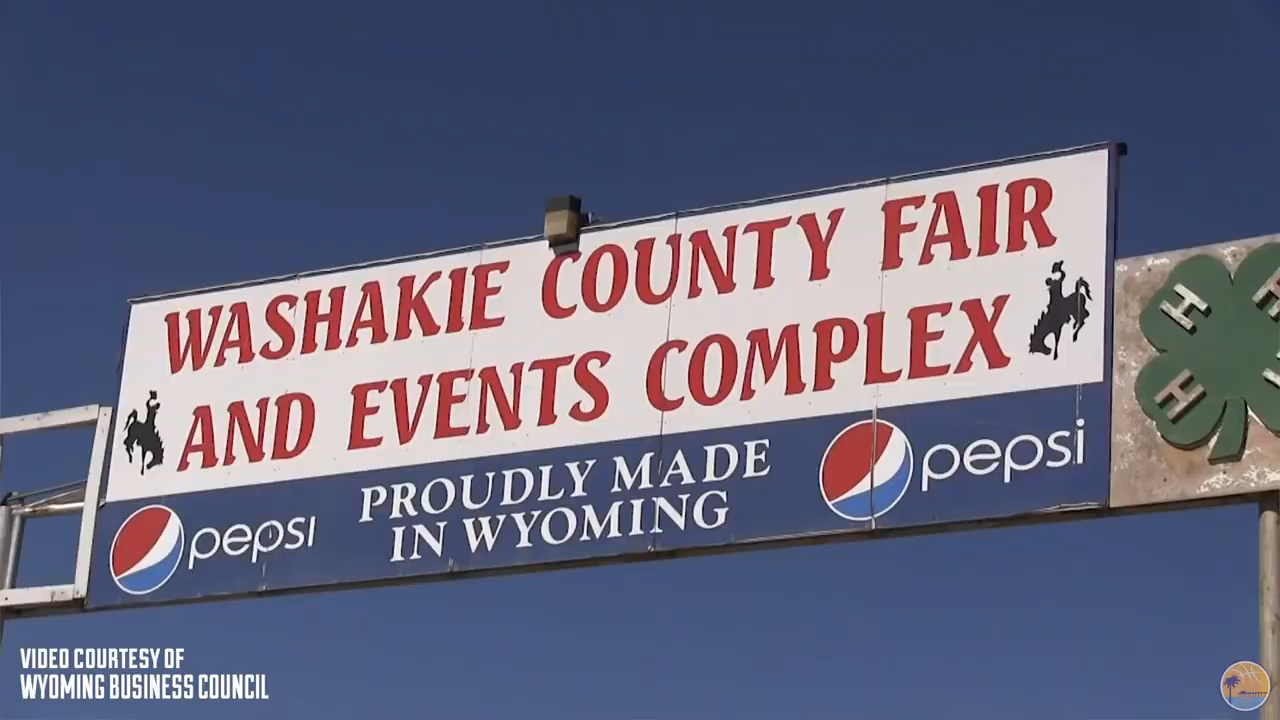 WASHAKIE COUNTY FAIR
AND EVENTS COMPLEX
pepsi
PROUDLY MADE
IN WYOMING
pepsi
H
H
VIDEO COURTESY OF
WYOMING BUSINESS COUNCIL